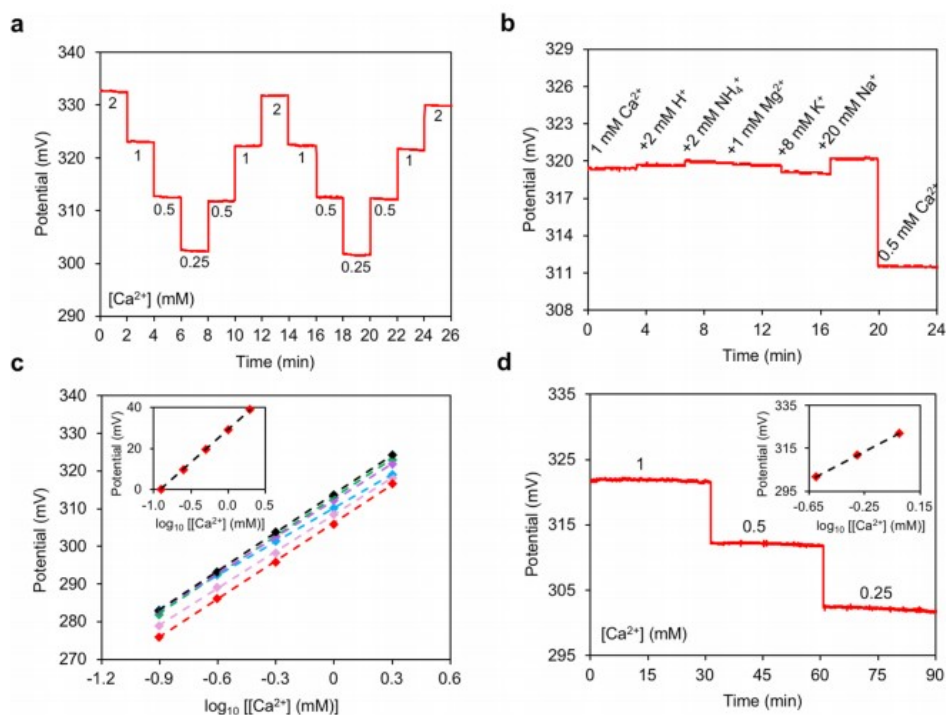 a
340
330
320
310
300
290
Potential (mV)
2
1
0.5
0.25
0.5
1
2
1
0.5
0.25
0.5
1
2
[Ca²⁺] (mM)
0 2 4 6 8 10 12 14 16 18 20 22 24 26
Time (min)
b
329
326
323
320
317
314
311
308
Potential (mV)
1 mM Ca²⁺
+2 mM H⁺
+2 mM NH₄⁺
+1 mM Mg²⁺
+8 mM K⁺
+20 mM Na⁺
0.5 mM Ca²⁺
0 4 8 12 16 20 24
Time (min)
c
340
330
320
310
300
290
280
270
Potential (mV)
40
20
0
Potential (mV)
-1.0 -0.5 0.0 0.5
log₁₀ [[Ca²⁺] (mM)]
-1.2 -0.9 -0.6 -0.3 0.0 0.3 0.6
log₁₀ [[Ca²⁺] (mM)]
d
335
325
315
305
295
Potential (mV)
1
0.5
0.25
335
315
295
Potential (mV)
-0.65 -0.25 0.15
log₁₀ [[Ca²⁺] (mM)]
[Ca²⁺] (mM)
0 15 30 45 60 75 90
Time (min)